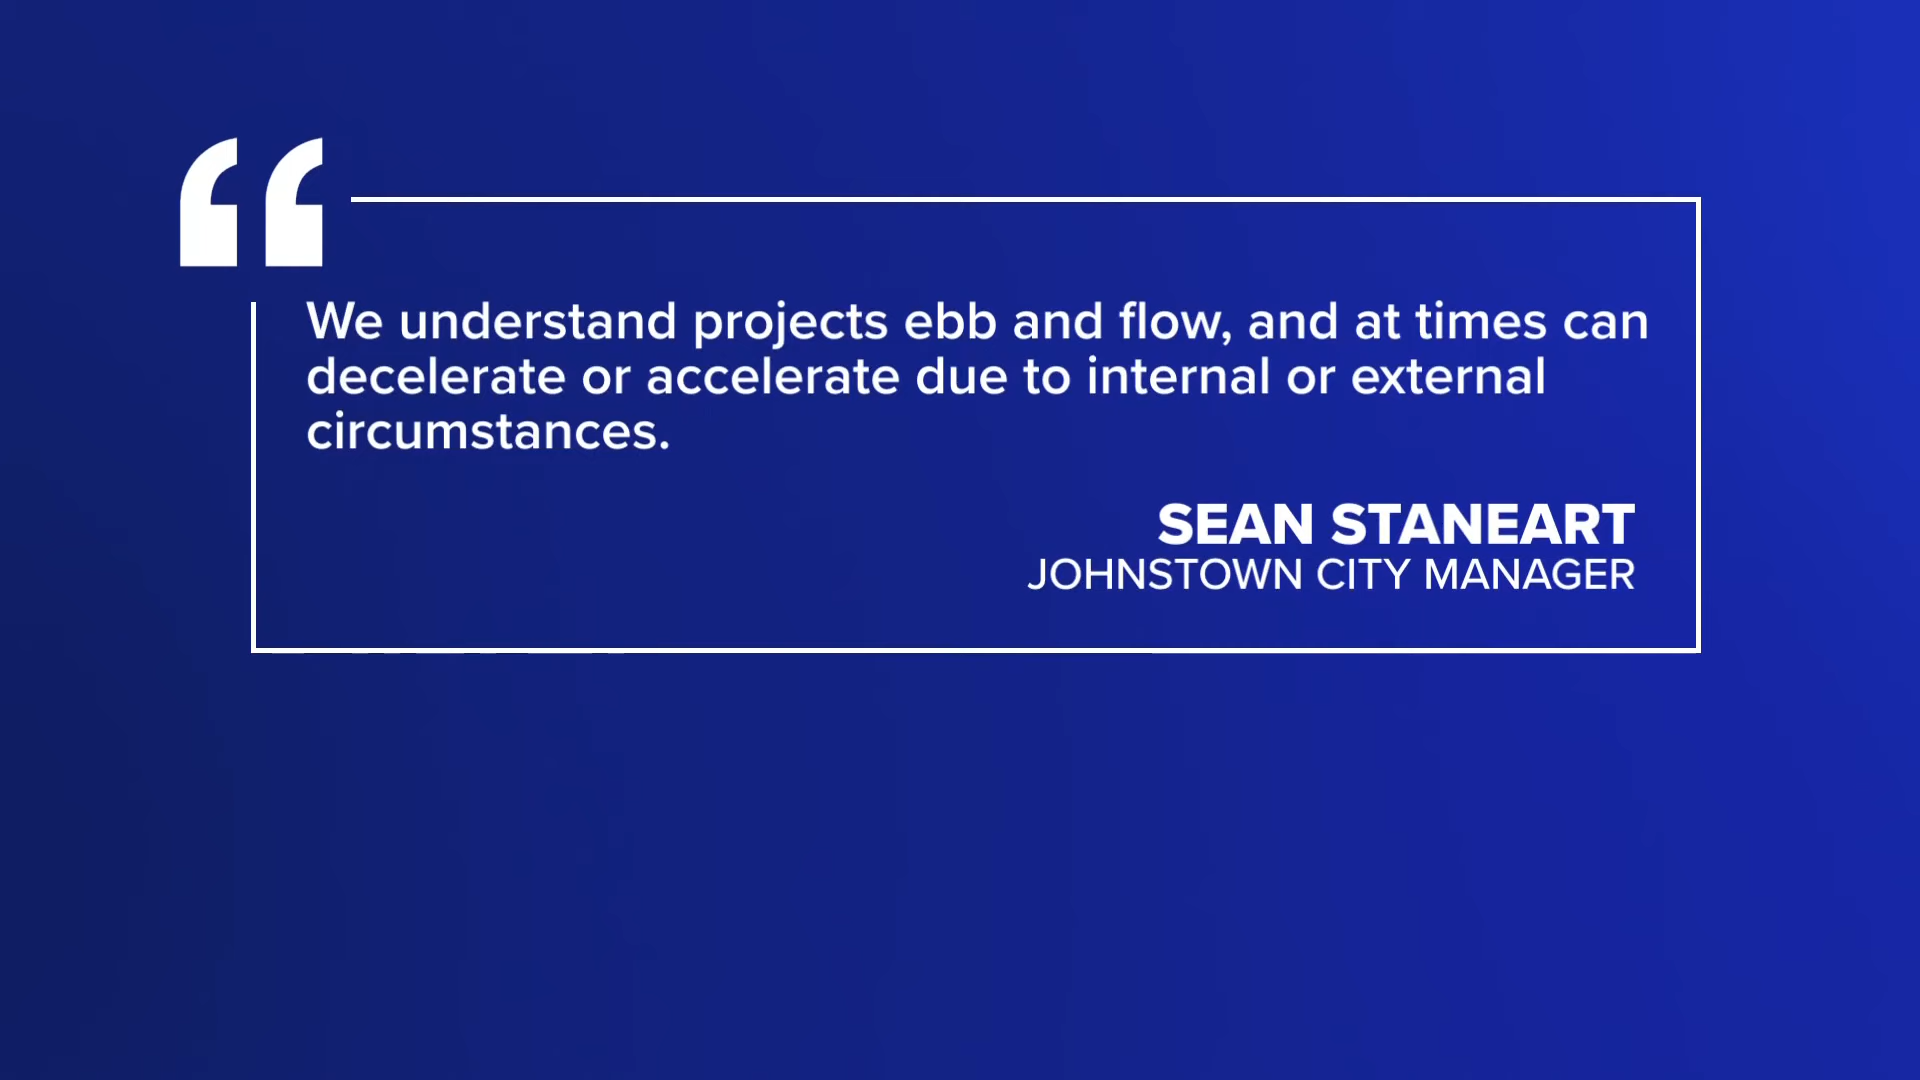 “
We understand projects ebb and flow, and at times can
decelerate or accelerate due to internal or external
circumstances.
SEAN STANEART
JOHNSTOWN CITY MANAGER